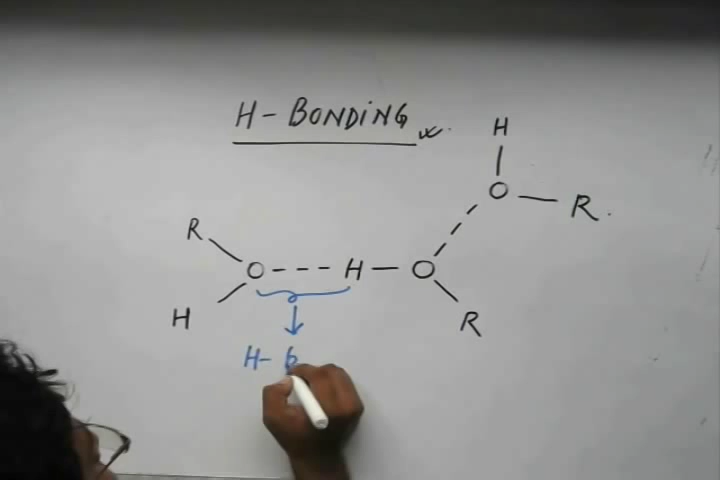 H - BONDING
H
O — R.
R
O --- H — O
H
R
H- b